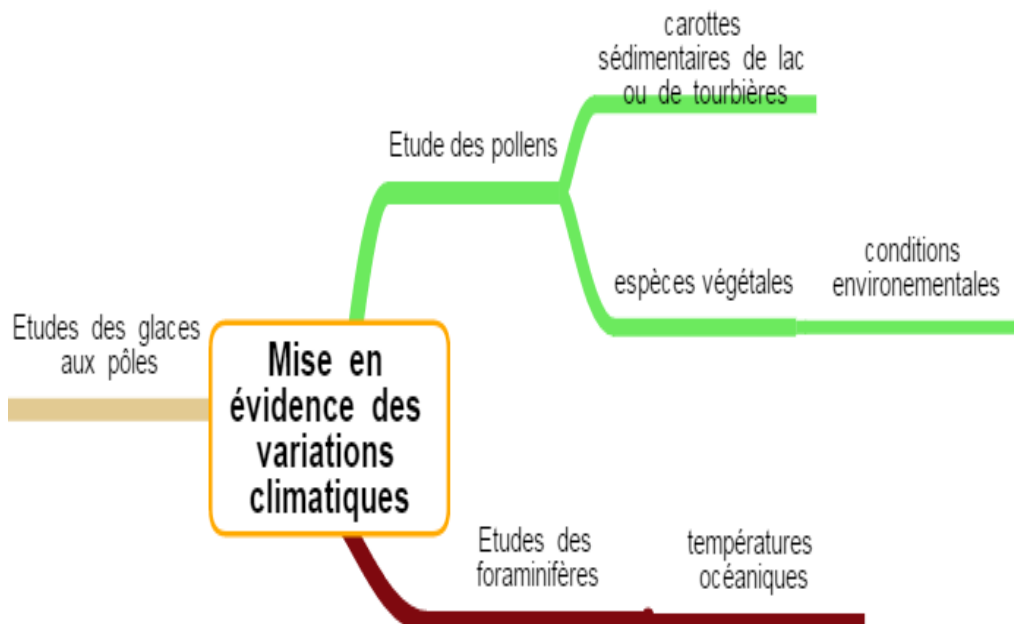 carottes
sédimentaires de lac
ou de tourbières
Etude des pollens
espèces végétales
conditions
environementales
Etudes des glaces
aux pôles
Mise en
évidence des
variations
climatiques
Etudes des
foraminifères
températures
océaniques